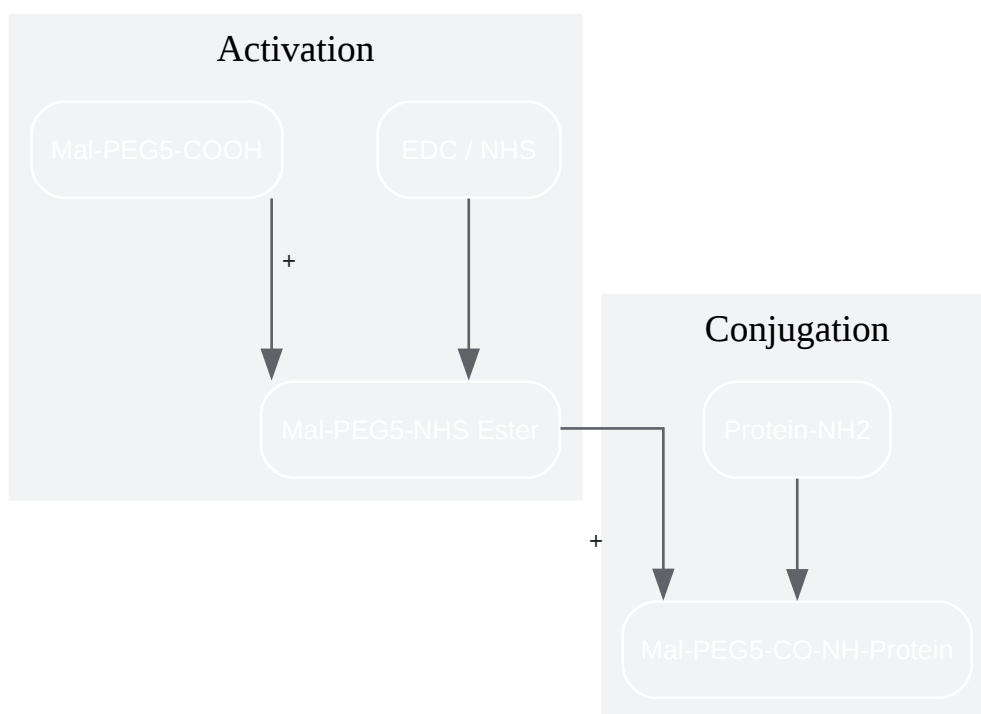 Activation
Mal-PEG5-COOH
EDC / NHS
+
Mal-PEG5-NHS Ester
Conjugation
Protein-NH2
+
Mal-PEG5-CO-NH-Protein